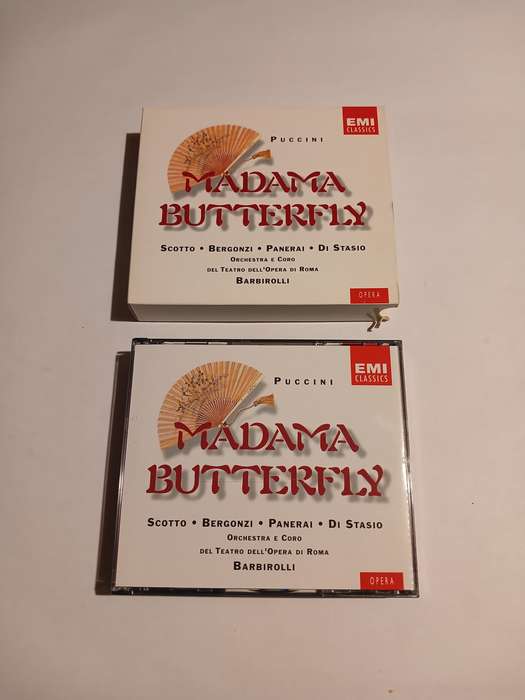 EMI
CLASSICS
PUCCINI
MADAMA
BUTTERFLY
SCOTTO • BERGONZI • PANERAI • DI STASIO
ORCHESTRA E CORO
DEL TEATRO DELL'OPERA DI ROMA
BARBIROLLI
OPERA
EMI
CLASSICS
PUCCINI
MADAMA
BUTTERFLY
SCOTTO • BERGONZI • PANERAI • DI STASIO
ORCHESTRA E CORO
DEL TEATRO DELL'OPERA DI ROMA
BARBIROLLI
OPERA